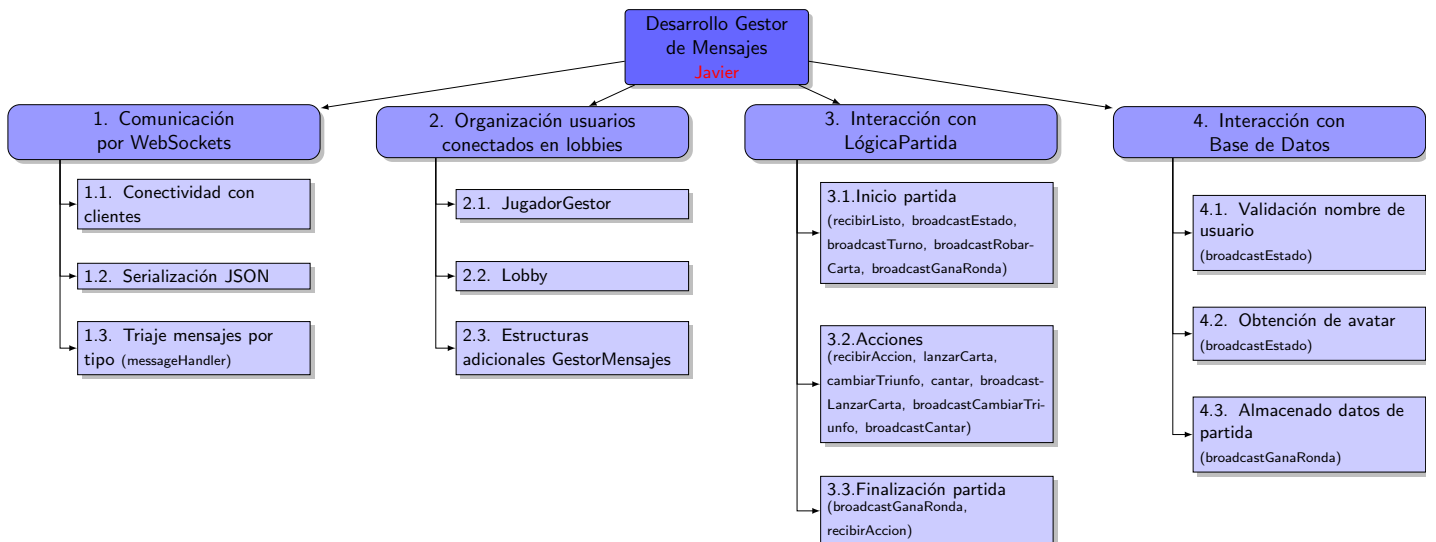 Desarrollo Gestor
de Mensajes
Javier
1. Comunicación
por WebSockets
1.1. Conectividad con
clientes
1.2. Serialización JSON
1.3. Triaje mensajes por
tipo (messageHandler)
2. Organización usuarios
conectados en lobbies
2.1. JugadorGestor
2.2. Lobby
2.3. Estructuras
adicionales GestorMensajes
3. Interacción con
LógicaPartida
3.1.Inicio partida
(recibirListo, broadcastEstado,
broadcastTurno, broadcastRobar-
Carta, broadcastGanaRonda)
3.2.Acciones
(recibirAccion, lanzarCarta,
cambiarTriunfo, cantar, broadcast-
LanzarCarta, broadcastCambiarTri-
unfo, broadcastCantar)
3.3.Finalización partida
(broadcastGanaRonda,
recibirAccion)
4. Interacción con
Base de Datos
4.1. Validación nombre de
usuario
(broadcastEstado)
4.2. Obtención de avatar
(broadcastEstado)
4.3. Almacenado datos de
partida
(broadcastGanaRonda)